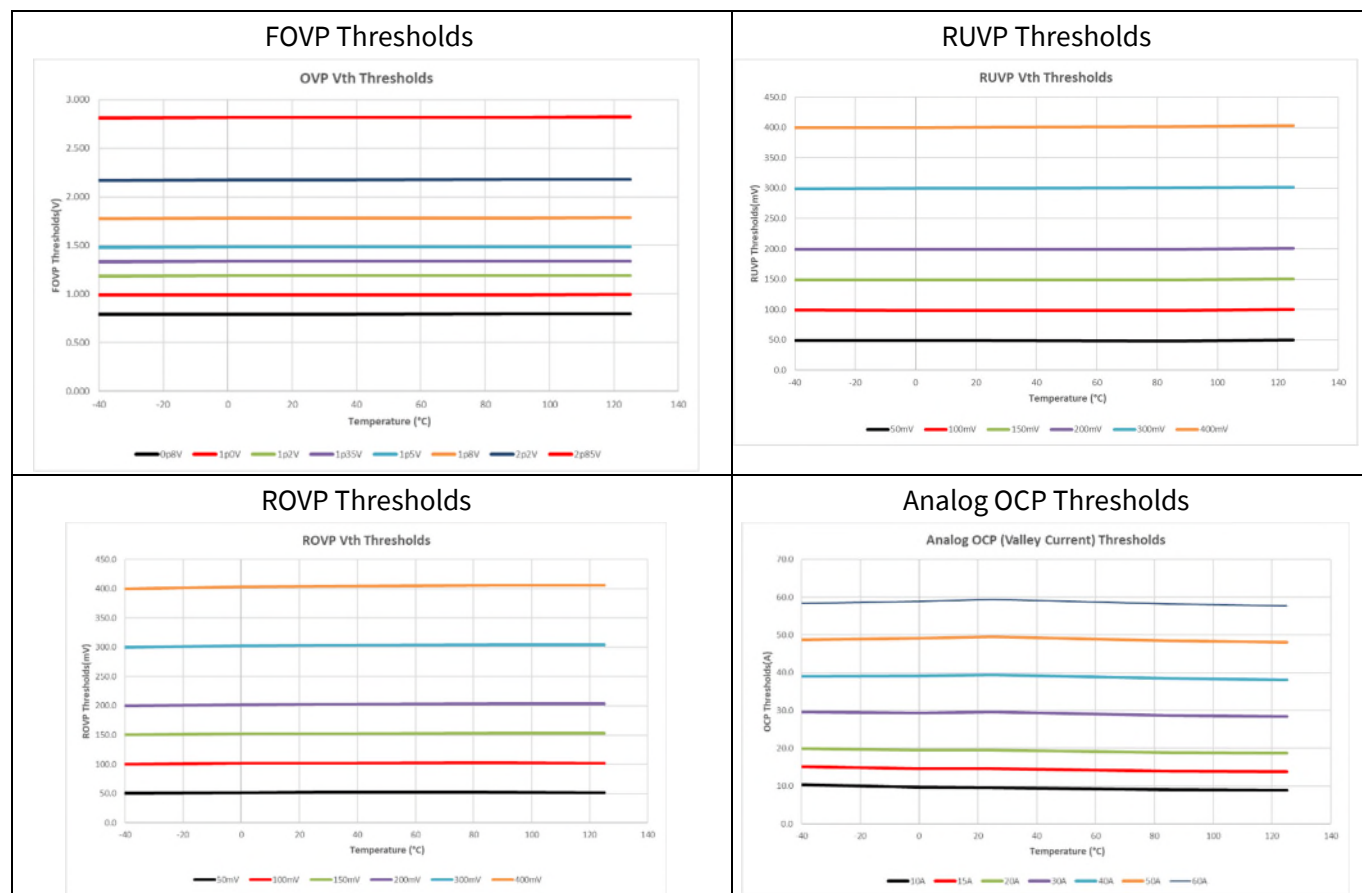 FOVP Thresholds
OVP Vth Thresholds
3.000
2.500
2.000
1.500
1.000
0.500
0.000
FOVP Thresholds(V)
-40 -20 0 20 40 60 80 100 120 140
Temperature (°C)
0p8V 1p0V 1p2V 1p35V 1p5V 1p8V 2p2V 2p85V
RUVP Thresholds
RUVP Vth Thresholds
450.0
400.0
350.0
300.0
250.0
200.0
150.0
100.0
50.0
0.0
RUVP Thresholds(mV)
-40 -20 0 20 40 60 80 100 120 140
Temperature (°C)
50mV 100mV 150mV 200mV 300mV 400mV
ROVP Thresholds
ROVP Vth Thresholds
450.0
400.0
350.0
300.0
250.0
200.0
150.0
100.0
50.0
0.0
ROVP Thresholds(mV)
-40 -20 0 20 40 60 80 100 120 140
Temperature (°C)
50mV 100mV 150mV 200mV 300mV 400mV
Analog OCP Thresholds
Analog OCP (Valley Current) Thresholds
70.0
60.0
50.0
40.0
30.0
20.0
10.0
0.0
OCP Thresholds(A)
-40 -20 0 20 40 60 80 100 120 140
Temperature (°C)
10A 15A 20A 30A 40A 50A 60A